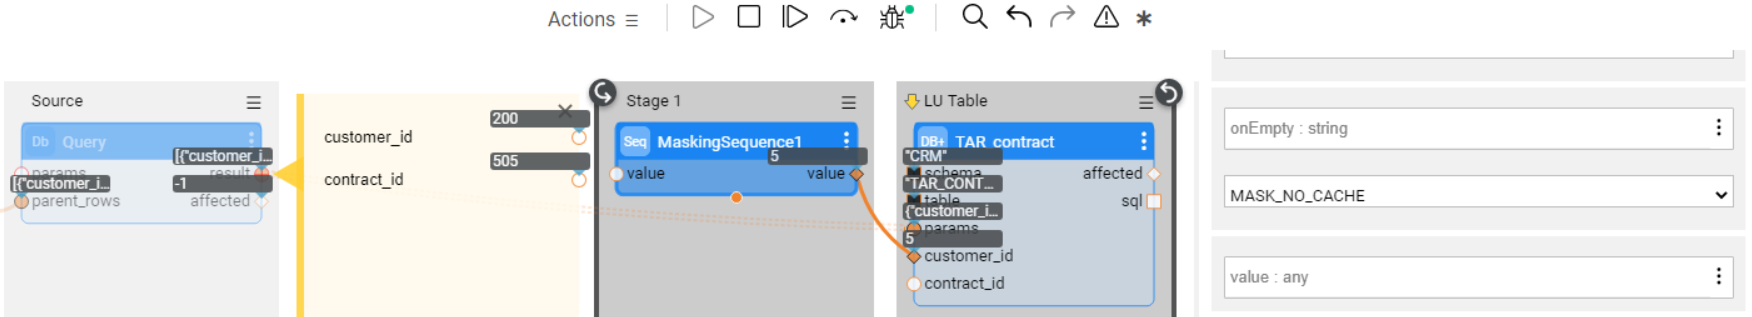 Actions
Source
Db Query
[{"customer_i...
params
result
[{"customer_i...
-1
parent_rows
affected
200
customer_id
505
contract_id
Stage 1
Seq MaskingSequence1
5
value
value
LU Table
DB+ TAR_contract
"CRM"
schema
affected
"TAR_CONT...
table
sql
{"customer_i...
params
5
customer_id
contract_id
onEmpty : string
MASK_NO_CACHE
value : any